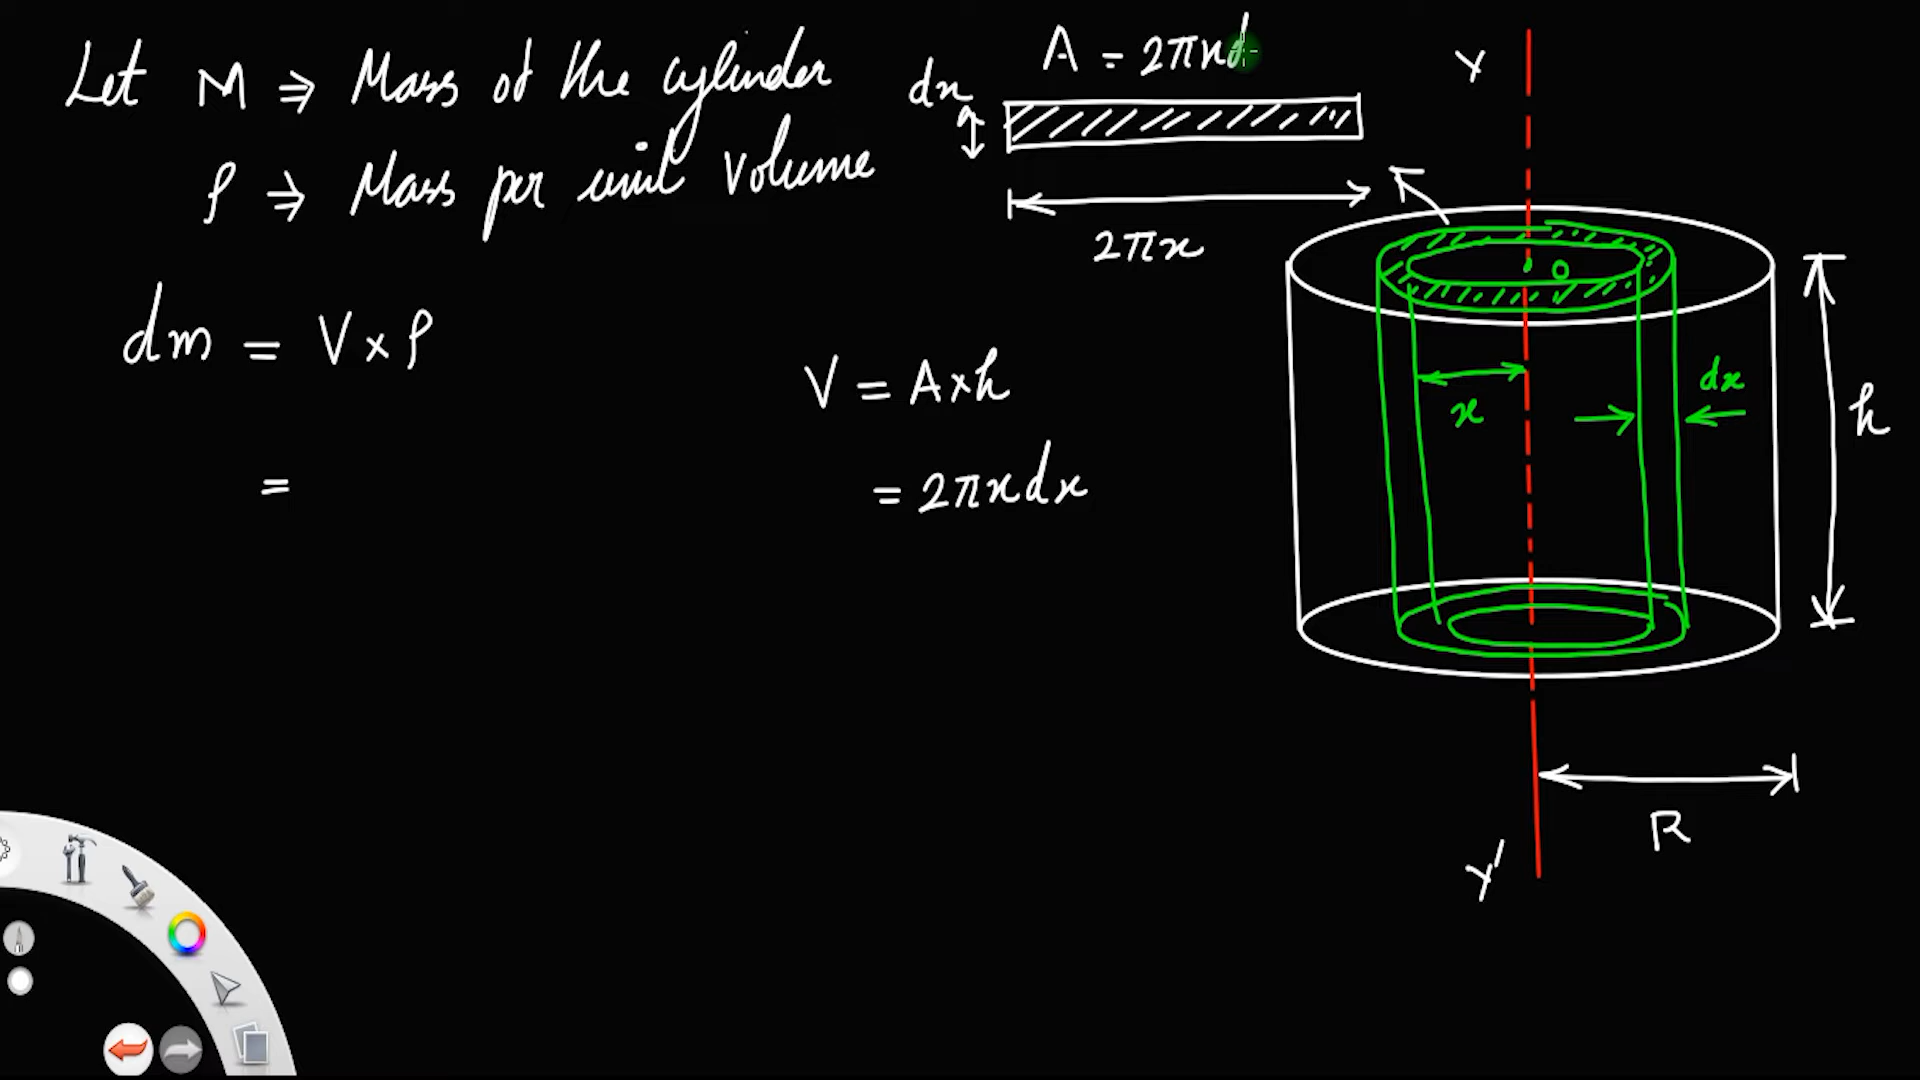 Let M ⇒ Mass of the cylinder
ρ ⇒ Mass per unit volume
dm = V × ρ
=
A = 2πxd
dx
2πx
V = A × h
= 2πxdx
Y
O
x
dx
h
R
Y'